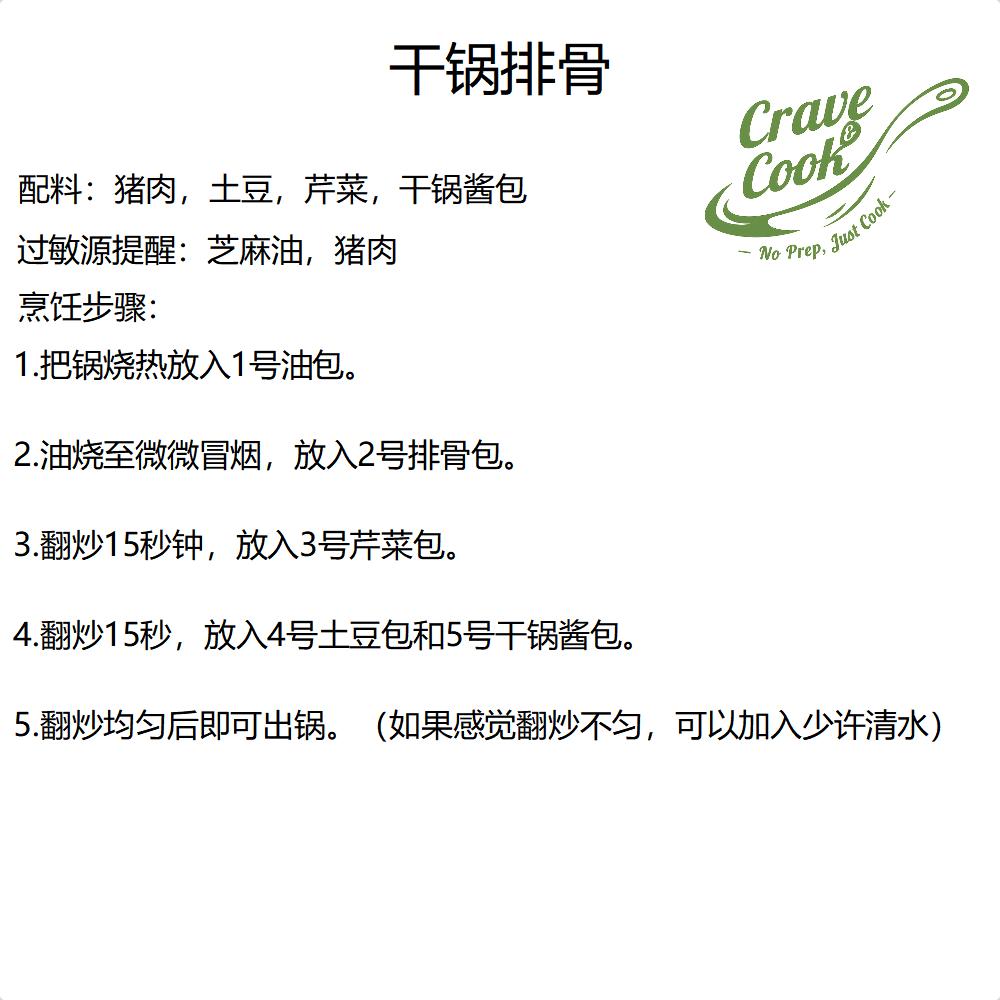 干锅排骨
Crave
&
Cook
— No Prep, Just Cook —
配料：猪肉，土豆，芹菜，干锅酱包
过敏源提醒：芝麻油，猪肉
烹饪步骤：
1.把锅烧热放入1号油包。
2.油烧至微微冒烟，放入2号排骨包。
3.翻炒15秒钟，放入3号芹菜包。
4.翻炒15秒，放入4号土豆包和5号干锅酱包。
5.翻炒均匀后即可出锅。（如果感觉翻炒不匀，可以加入少许清水）